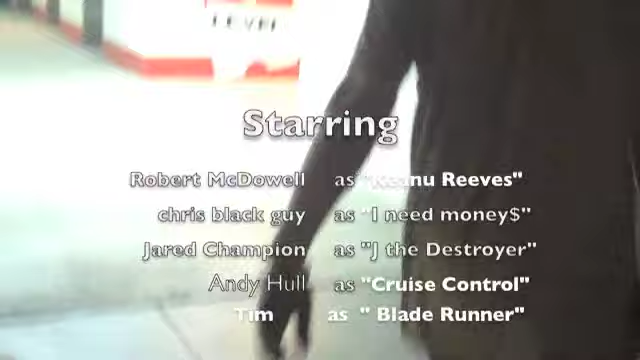 LEVEL
Starring
Robert McDowell as "Keanu Reeves"
chris black guy as "I need money$"
Jared Champion as "J the Destroyer"
Andy Hull as "Cruise Control"
Tim as " Blade Runner"